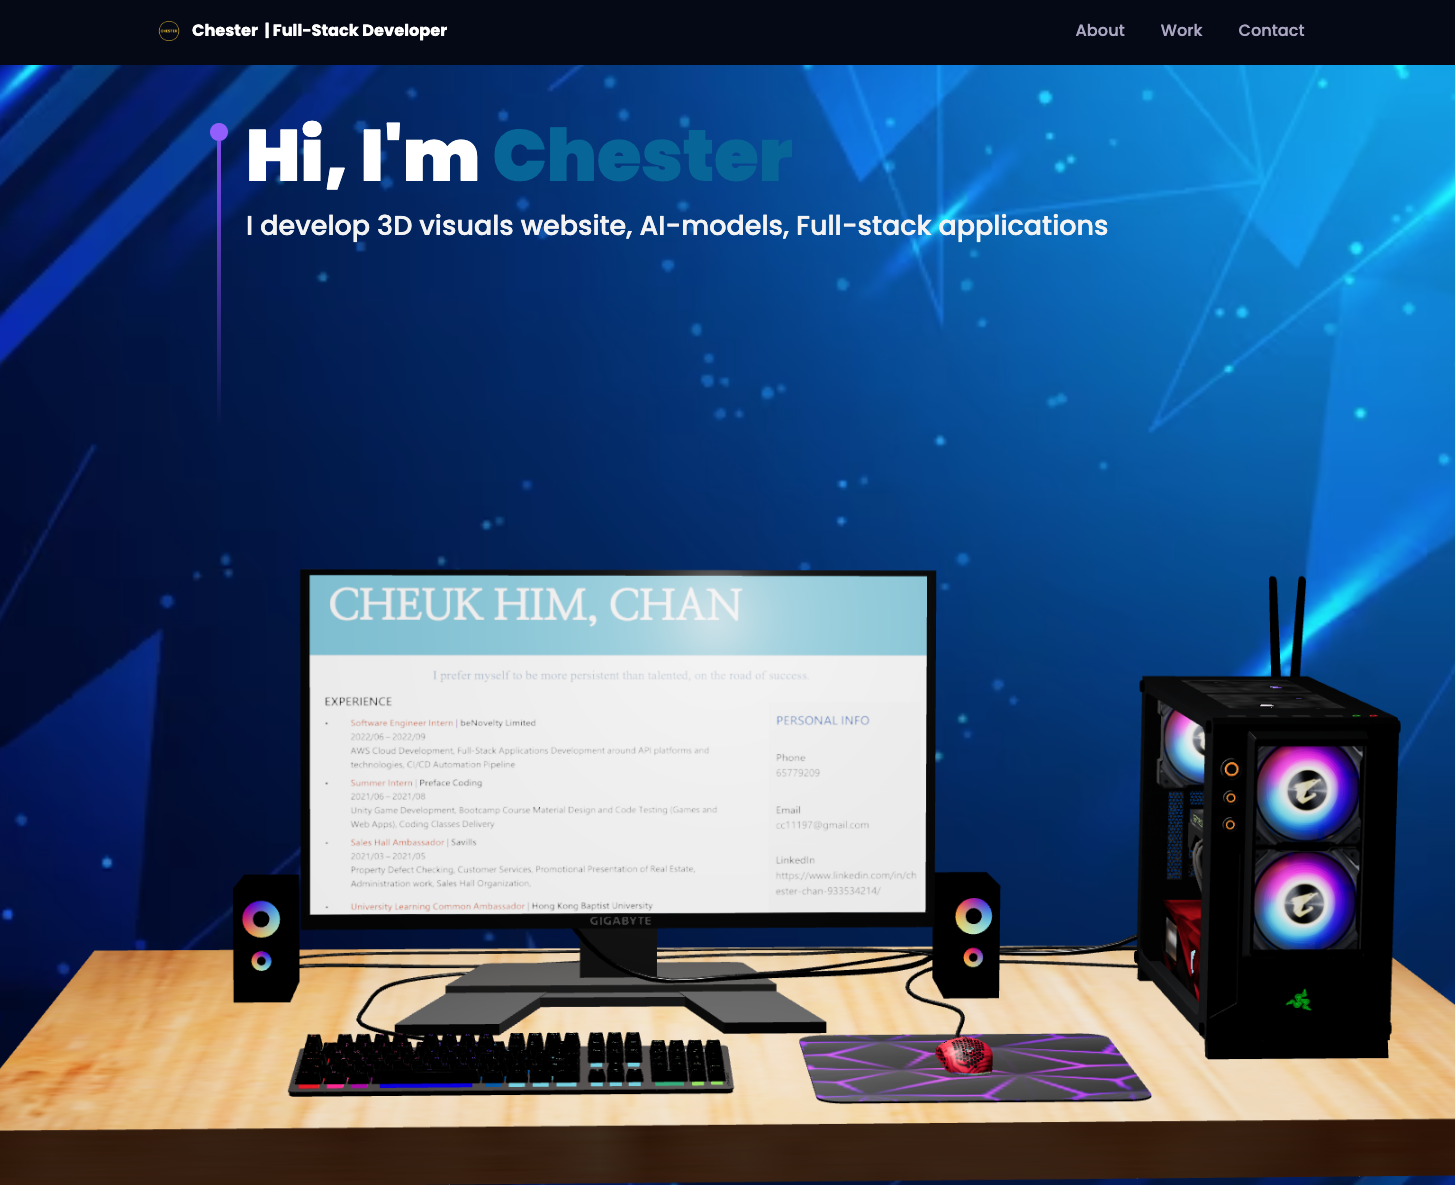 CHESTER
Chester | Full-Stack Developer
About
Work
Contact
Hi, I'm Chester
I develop 3D visuals website, AI-models, Full-stack applications
CHEUK HIM, CHAN
I prefer myself to be more persistent than talented, on the road of success.
EXPERIENCE
Software Engineer Intern | beNovelty Limited
2022/06 – 2022/09
AWS Cloud Development, Full-Stack Applications Development around API platforms and
technologies, CI/CD Automation Pipeline
Summer Intern | Preface Coding
2021/06 – 2021/08
Unity Game Development, Bootcamp Course Material Design and Code Testing (Games and
Web Apps), Coding Classes Delivery
Sales Hall Ambassador | Savills
2021/03 – 2021/05
Property Defect Checking, Customer Services, Promotional Presentation of Real Estate,
Administration work, Sales Hall Organization,
University Learning Common Ambassador | Hong Kong Baptist University
PERSONAL INFO
Phone
65779209
Email
cc11197@gmail.com
LinkedIn
https://www.linkedin.com/in/ch
ester-chan-933534214/
GIGABYTE